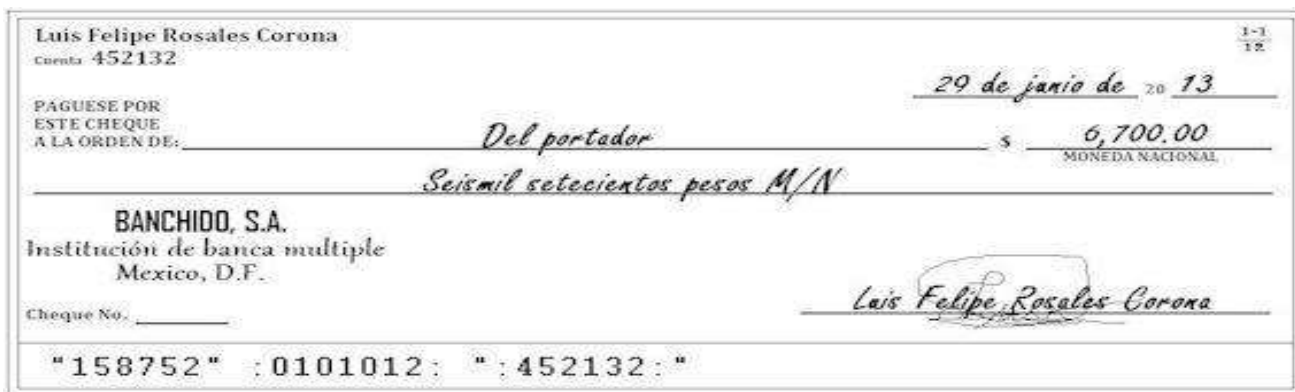 Luis Felipe Rosales Corona
1-1
12
Cuenta 452132
29 de junio de 20 13
PAGUESE POR
ESTE CHEQUE
A LA ORDEN DE: Del portador $ 6,700.00
MONEDA NACIONAL
Seismil setecientos pesos M/N
BANCHIDO, S.A.
Institución de banca multiple
Mexico, D.F.
Luis Felipe Rosales Corona
Cheque No.
"158752" :0101012: ":452132:"